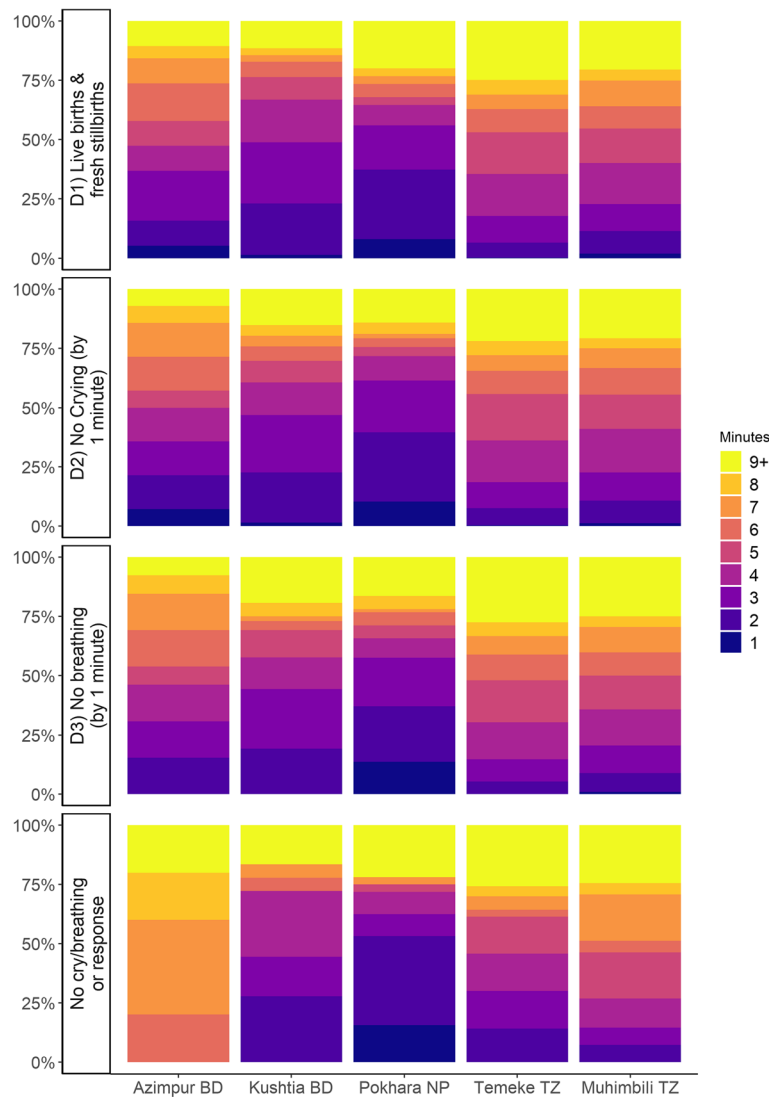 100%
75%
50%
25%
0%
D1) Live births &
fresh stillbirths
100%
75%
50%
25%
0%
D2) No Crying (by
1 minute)
100%
75%
50%
25%
0%
D3) No breathing
(by 1 minute)
100%
75%
50%
25%
0%
No cry/breathing
or response
Azimpur BD Kushtia BD Pokhara NP Temeke TZ Muhimbili TZ
Minutes
9+
8
7
6
5
4
3
2
1